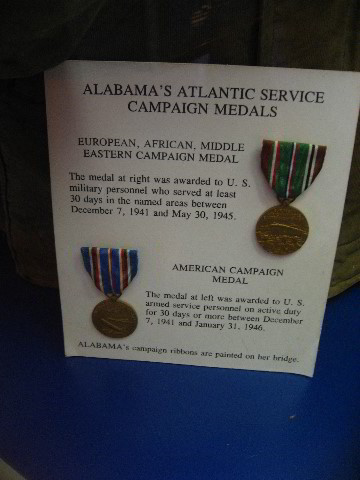 ALABAMA'S ATLANTIC SERVICE
CAMPAIGN MEDALS
EUROPEAN, AFRICAN, MIDDLE
EASTERN CAMPAIGN MEDAL
The medal at right was awarded to U. S.
military personnel who served at least
30 days in the named areas between
December 7, 1941 and May 30, 1945.
AMERICAN CAMPAIGN
MEDAL
The medal at left was awarded to U. S.
armed service personnel on active duty
for 30 days or more between December
7, 1941 and January 31, 1946.
ALABAMA's campaign ribbons are painted on her bridge.